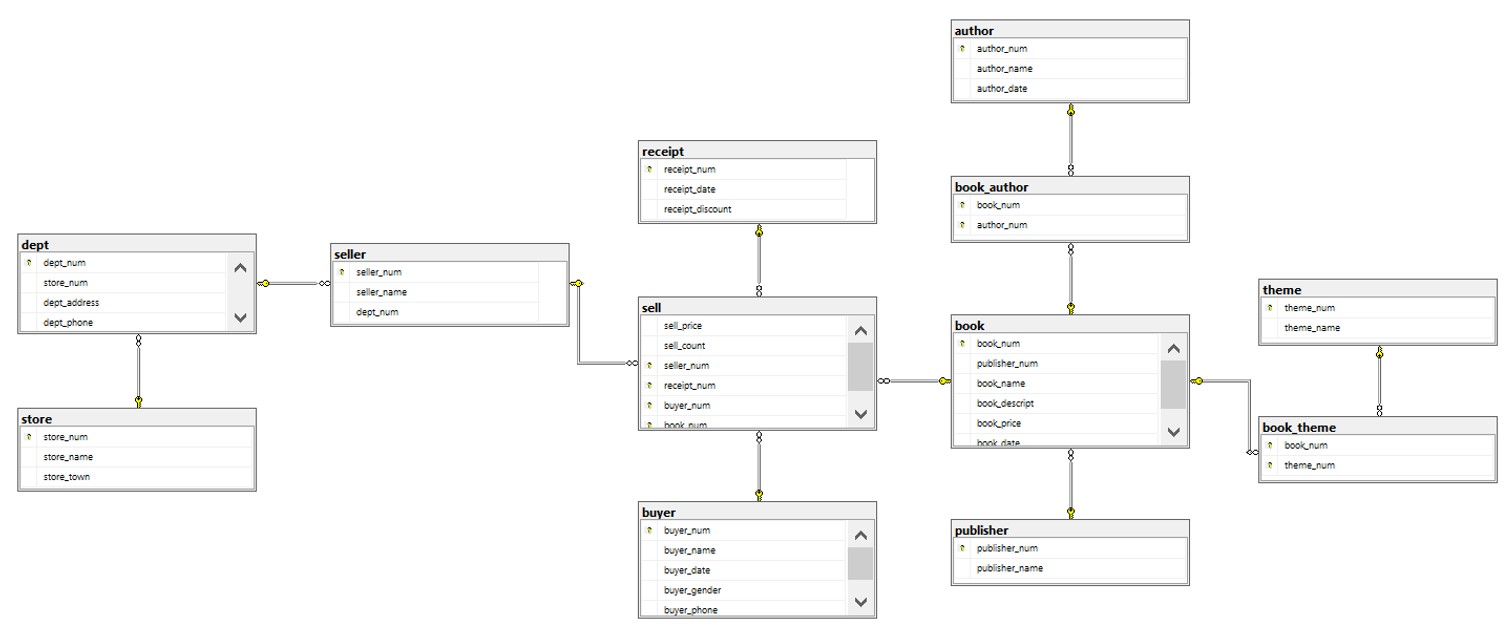 author
author_num
author_name
author_date
receipt
receipt_num
receipt_date
receipt_discount
book_author
book_num
author_num
dept
dept_num
store_num
dept_address
dept_phone
seller
seller_num
seller_name
dept_num
sell
sell_price
sell_count
seller_num
receipt_num
buyer_num
book_num
book
book_num
publisher_num
book_name
book_descript
book_price
book_date
theme
theme_num
theme_name
store
store_num
store_name
store_town
book_theme
book_num
theme_num
buyer
buyer_num
buyer_name
buyer_date
buyer_gender
buyer_phone
publisher
publisher_num
publisher_name